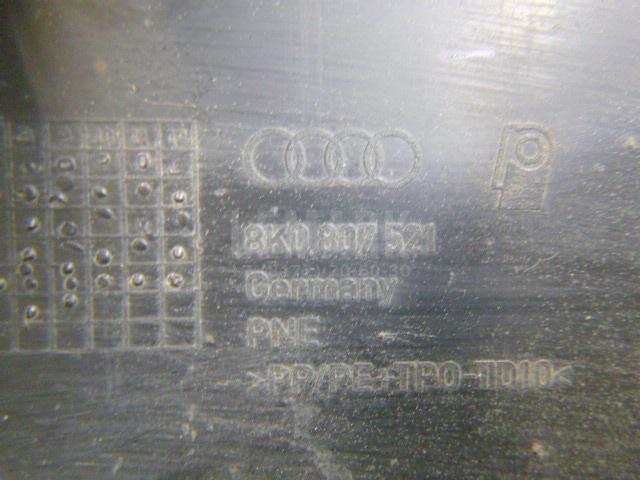 8K0 807 521
Germany
PNE
>PP/PE+TPO-TD10<